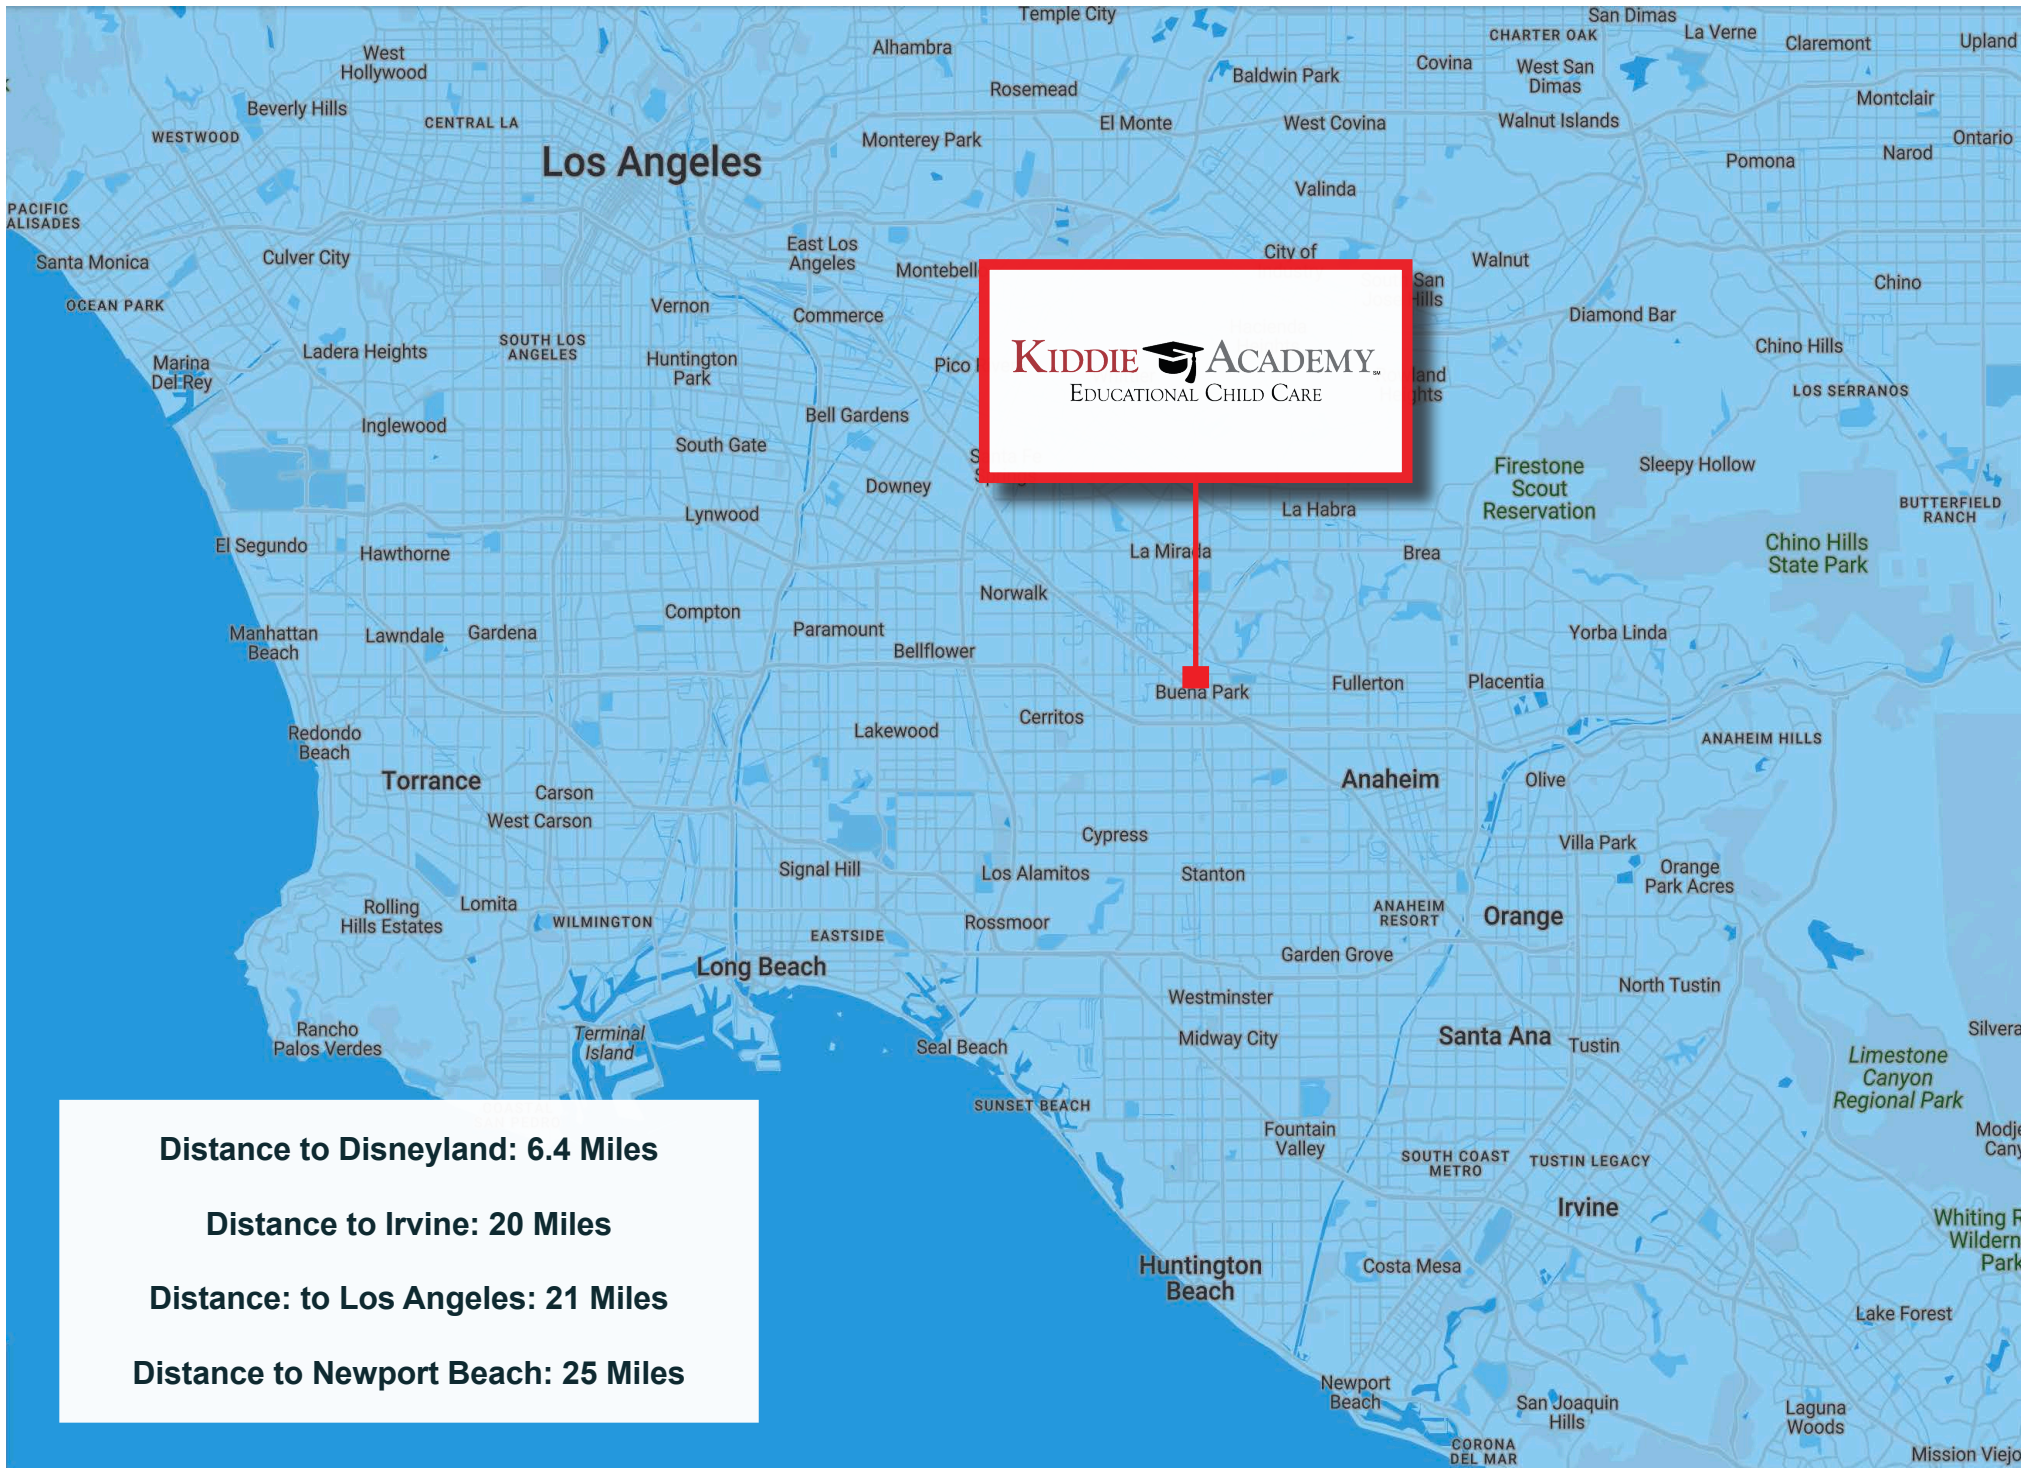 Temple City
San Dimas
CHARTER OAK
La Verne
Claremont
Upland
West
Hollywood
Alhambra
Covina
West San
Dimas
Baldwin Park
Rosemead
Montclair
Beverly Hills
CENTRAL LA
El Monte
West Covina
Walnut Islands
WESTWOOD
Monterey Park
Ontario
Los Angeles
Narod
Pomona
Valinda
PACIFIC
ALISADES
East Los
Angeles
City of
Santa Monica
Culver City
Montebell
Walnut
San
Hills
Chino
OCEAN PARK
Vernon
Commerce
Diamond Bar
SOUTH LOS
ANGELES
Ladera Heights
Huntington
Park
Marina
Del Rey
Pico
KIDDIE ACADEMY SM
EDUCATIONAL CHILD CARE
Chino Hills
LOS SERRANOS
Inglewood
Bell Gardens
South Gate
Firestone
Scout
Reservation
Sleepy Hollow
Downey
Lynwood
La Habra
BUTTERFIELD
RANCH
El Segundo
Hawthorne
La Mirada
Brea
Chino Hills
State Park
Norwalk
Compton
Manhattan
Beach
Lawndale
Gardena
Paramount
Bellflower
Yorba Linda
Buena Park
Fullerton
Placentia
Cerritos
Redondo
Beach
Lakewood
ANAHEIM HILLS
Torrance
Carson
Anaheim
Olive
West Carson
Cypress
Villa Park
Signal Hill
Los Alamitos
Stanton
Orange
Park Acres
Rolling
Hills Estates
Lomita
WILMINGTON
EASTSIDE
Rossmoor
ANAHEIM
RESORT
Orange
Long Beach
Garden Grove
North Tustin
Westminster
Rancho
Palos Verdes
Terminal
Island
Seal Beach
Midway City
Santa Ana
Tustin
Silvera
Limestone
Canyon
Regional Park
SUNSET BEACH
Fountain
Valley
SOUTH COAST
METRO
TUSTIN LEGACY
Modje
Cany
Distance to Disneyland: 6.4 Miles
Distance to Irvine: 20 Miles
Distance: to Los Angeles: 21 Miles
Distance to Newport Beach: 25 Miles
Irvine
Whiting R
Wildern
Park
Huntington
Beach
Costa Mesa
Lake Forest
Newport
Beach
San Joaquin
Hills
Laguna
Woods
CORONA
DEL MAR
Mission Viejo